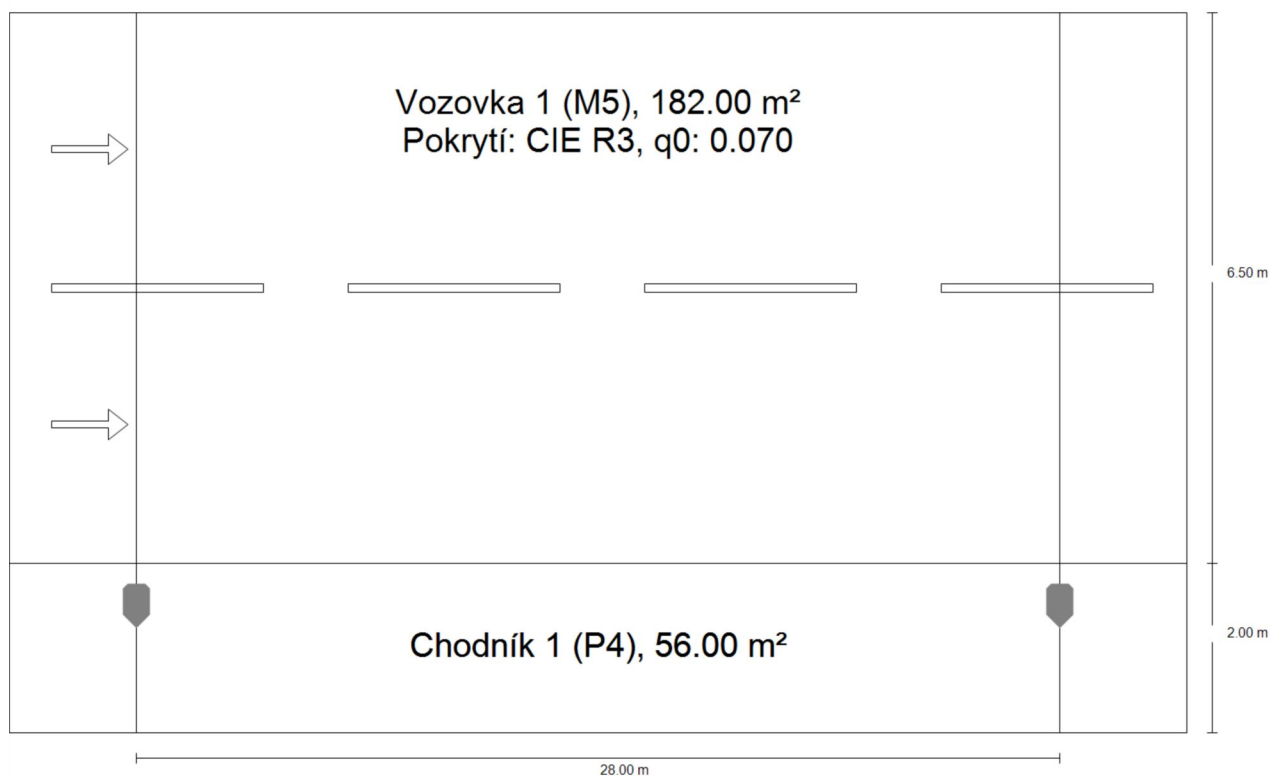 Vozovka 1 (M5), 182.00 m²
Pokrytí: CIE R3, q0: 0.070
6.50 m
Chodník 1 (P4), 56.00 m²
2.00 m
28.00 m